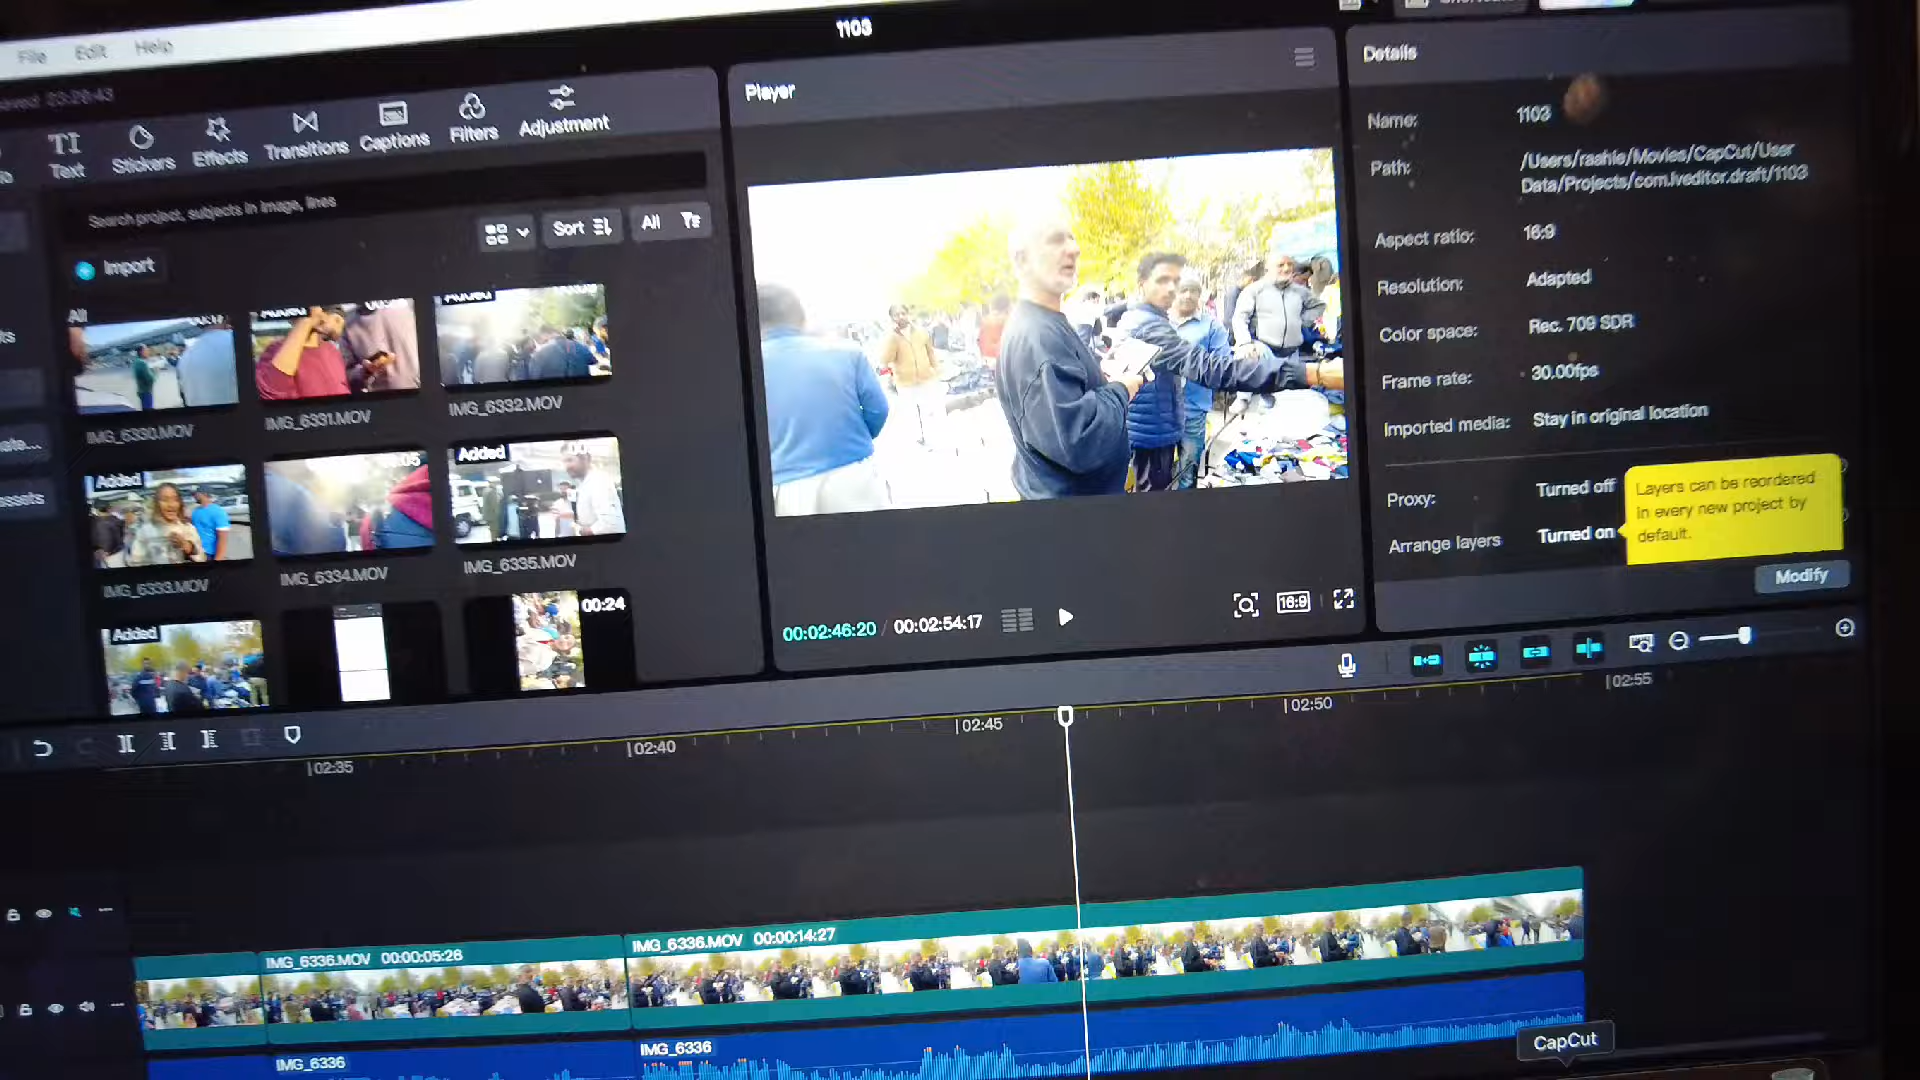 1103
File Edit Help
Text
Stickers
Effects
Transitions
Captions
Filters
Adjustment
Search project, subjects in image, lines
Sort
All
Import
All
Added
Added
IMG_6330.MOV
IMG_6331.MOV
IMG_6332.MOV
Added
Added
IMG_6333.MOV
IMG_6334.MOV
IMG_6335.MOV
Added
00:24
Player
00:02:46:20 / 00:02:54:17
16:9
Details
Name: 1103
Path: /Users/raahie/Movies/CapCut/User
Data/Projects/com.lveditor.draft/1103
Aspect ratio: 16:9
Resolution: Adapted
Color space: Rec. 709 SDR
Frame rate: 30.00fps
Imported media: Stay in original location
Proxy: Turned off
Arrange layers Turned on
Layers can be reordered
in every new project by
default.
Modify
02:35
02:40
02:45
02:50
02:55
IMG_6336.MOV 00:00:05:26
IMG_6336.MOV 00:00:14:27
IMG_6336
IMG_6336
CapCut